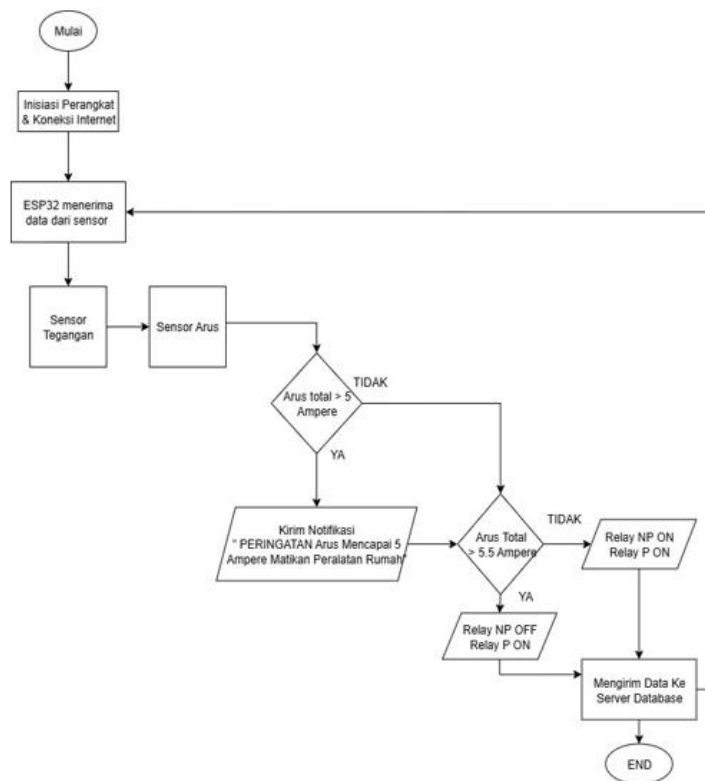 Mulai
Inisiasi Perangkat
& Koneksi Internet
ESP32 menerima
data dari sensor
Sensor
Tegangan
Sensor Arus
Arus total > 5
Ampere
TIDAK
YA
Kirim Notifikasi
" PERINGATAN Arus Mencapai 5
Ampere Matikan Peralatan Rumah"
Arus Total
> 5.5 Ampere
TIDAK
Relay NP ON
Relay P ON
YA
Relay NP OFF
Relay P ON
Mengirim Data Ke
Server Database
END